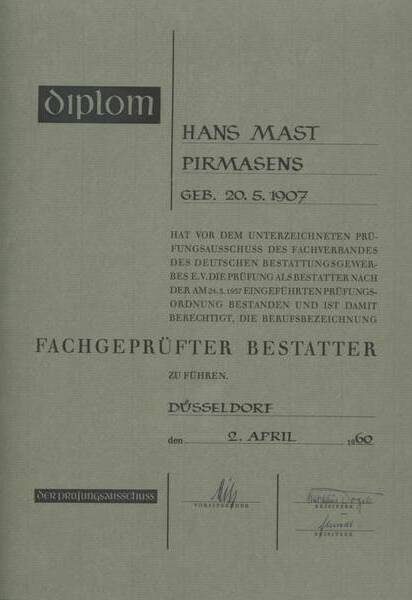 diplom
HANS MAST
PIRMASENS
GEB. 20. 5. 1907
HAT VOR DEM UNTERZEICHNETEN PRÜ-
FUNGSAUSSCHUSS DES FACHVERBANDES
DES DEUTSCHEN BESTATTUNGSGEWER-
BES E.V. DIE PRÜFUNG ALS BESTATTER NACH
DER AM 24.3.1957 EINGEFÜHRTEN PRÜFUNGS-
ORDNUNG BESTANDEN UND IST DAMIT
BERECHTIGT, DIE BERUFSBEZEICHNUNG
FACHGEPRÜFTER BESTATTER
ZU FÜHREN.
DÜSSELDORF
den 2. APRIL 1960
DER PRÜFUNGSAUSSCHUSS
VORSITZENDER
BEISITZER
BEISITZER